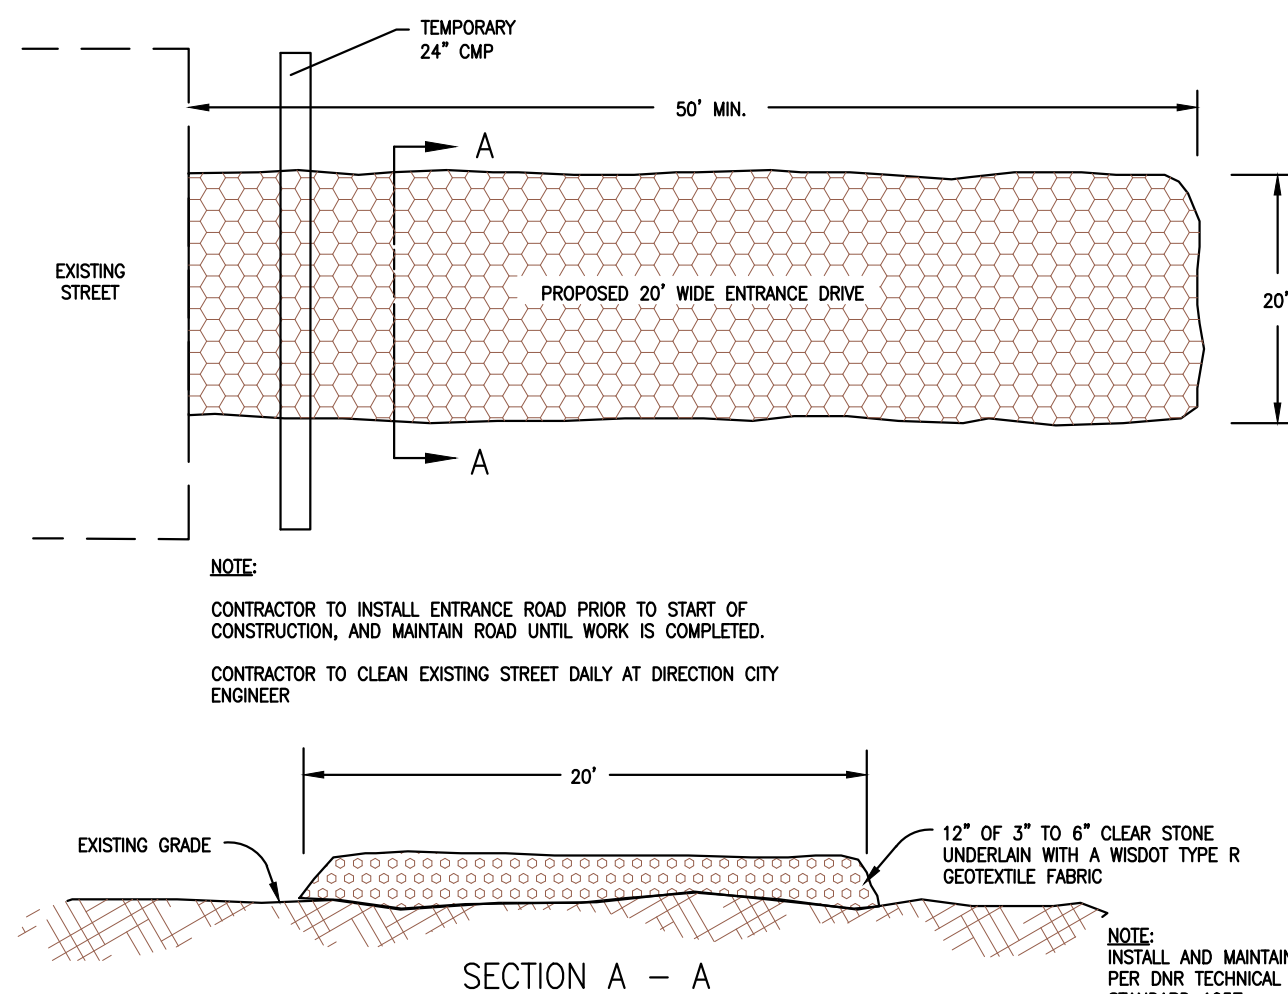 TEMPORARY
24" CMP
50' MIN.
A
EXISTING
STREET
PROPOSED 20' WIDE ENTRANCE DRIVE
20'
A
NOTE:
CONTRACTOR TO INSTALL ENTRANCE ROAD PRIOR TO START OF
CONSTRUCTION, AND MAINTAIN ROAD UNTIL WORK IS COMPLETED.
CONTRACTOR TO CLEAN EXISTING STREET DAILY AT DIRECTION CITY
ENGINEER
20'
EXISTING GRADE
12" OF 3" TO 6" CLEAR STONE
UNDERLAIN WITH A WISDOT TYPE R
GEOTEXTILE FABRIC
SECTION A - A
NOTE:
INSTALL AND MAINTAIN
PER DNR TECHNICAL